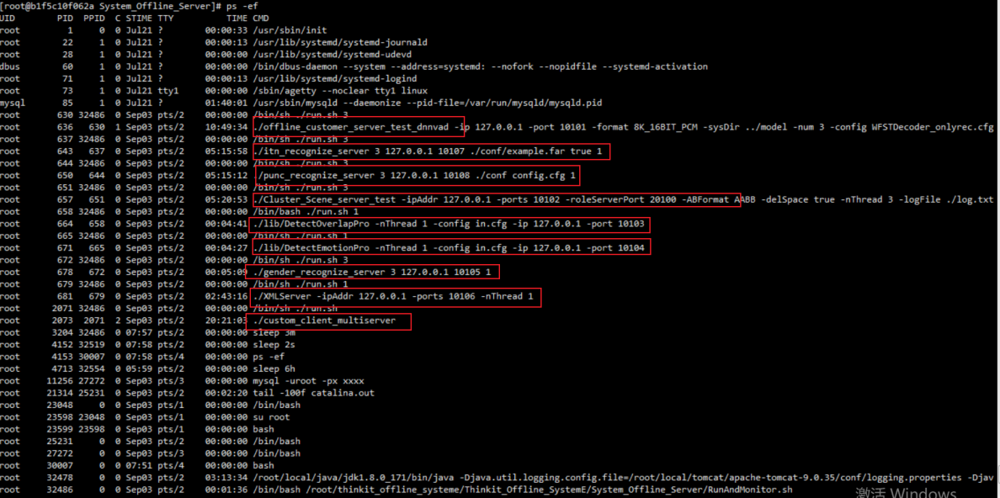 [root@b1f5c10f062a System_Offline_Server]# ps -ef
UID PID PPID C STIME TTY TIME CMD
root 1 0 0 Jul21 ? 00:00:33 /usr/sbin/init
root 22 1 0 Jul21 ? 00:00:13 /usr/lib/systemd/systemd-journald
root 28 1 0 Jul21 ? 00:00:00 /usr/lib/systemd/systemd-udevd
dbus 60 1 0 Jul21 ? 00:00:00 /bin/dbus-daemon --system --address=systemd: --nofork --nopidfile --systemd-activation
root 71 1 0 Jul21 ? 00:00:13 /usr/lib/systemd/systemd-logind
root 73 1 0 Jul21 tty1 00:00:00 /sbin/agetty --noclear tty1 linux
mysql 85 1 0 Jul21 ? 01:40:01 /usr/sbin/mysqld --daemonize --pid-file=/var/run/mysqld/mysqld.pid
root 630 32486 0 Sep03 pts/2 00:00:00 /bin/sh ./run.sh 3
root 636 630 1 Sep03 pts/2 10:49:34 ./offline_customer_server_test_dnnvad -ip 127.0.0.1 -port 10101 -format 8K_16BIT_PCM -sysDir ../model -num 3 -config WFSTDecoder_onlyrec.cfg
root 637 32486 0 Sep03 pts/2 00:00:00 /bin/sh ./run.sh 3
root 643 637 0 Sep03 pts/2 05:15:58 ./itn_recognize_server 3 127.0.0.1 10107 ./conf/example.far true 1
root 644 32486 0 Sep03 pts/2 00:00:00 /bin/sh ./run.sh 3
root 650 644 0 Sep03 pts/2 05:15:12 ./punc_recognize_server 3 127.0.0.1 10108 ./conf config.cfg 1
root 651 32486 0 Sep03 pts/2 00:00:00 /bin/sh ./run.sh 3
root 657 651 0 Sep03 pts/2 05:20:53 ./Cluster_Scene_server_test -ipAddr 127.0.0.1 -ports 10102 -roleServerPort 20100 -ABFormat AABB -delSpace true -nThread 3 -logFile ./log.txt
root 658 32486 0 Sep03 pts/2 00:00:00 /bin/bash ./run.sh 1
root 664 658 0 Sep03 pts/2 00:04:41 ./lib/DetectOverlapPro -nThread 1 -config in.cfg -ip 127.0.0.1 -port 10103
root 665 32486 0 Sep03 pts/2 00:00:00 /bin/sh ./run.sh 1
root 671 665 0 Sep03 pts/2 00:04:27 ./lib/DetectEmotionPro -nThread 1 -config in.cfg -ip 127.0.0.1 -port 10104
root 672 32486 0 Sep03 pts/2 00:00:00 /bin/sh ./run.sh 3
root 678 672 0 Sep03 pts/2 00:05:09 ./gender_recognize_server 3 127.0.0.1 10105 1
root 679 32486 0 Sep03 pts/2 00:00:00 /bin/sh ./run.sh 1
root 681 679 0 Sep03 pts/2 02:43:16 ./XMLServer -ipAddr 127.0.0.1 -ports 10106 -nThread 1
root 2071 32486 0 Sep03 pts/2 00:00:00 /bin/sh ./run.sh
root 2073 2071 2 Sep03 pts/2 20:21:03 ./custom_client_multiserver
root 3204 32486 0 07:57 pts/2 00:00:00 sleep 3m
root 4152 32519 0 07:58 pts/2 00:00:00 sleep 2s
root 4153 30007 0 07:58 pts/4 00:00:00 ps -ef
root 4713 32554 0 05:59 pts/2 00:00:00 sleep 6h
root 11256 27272 0 Sep03 pts/3 00:00:00 mysql -uroot -px xxxx
root 21314 25231 0 Sep03 pts/2 00:02:20 tail -100f catalina.out
root 23048 0 0 Sep03 pts/1 00:00:00 /bin/bash
root 23598 23048 0 Sep03 pts/1 00:00:00 su root
root 23599 23598 0 Sep03 pts/1 00:00:00 bash
root 25231 0 0 Sep03 pts/2 00:00:00 /bin/bash
root 27272 0 0 Sep03 pts/3 00:00:00 /bin/bash
root 30007 0 0 07:51 pts/4 00:00:00 bash
root 32478 0 0 Sep03 pts/2 03:13:34 /root/local/java/jdk1.8.0_171/bin/java -Djava.util.logging.config.file=/root/local/tomcat/apache-tomcat-9.0.35/conf/logging.properties -Djav
root 32486 0 0 Sep03 pts/2 00:01:36 /bin/bash /root/thinkit_offline_systeme/Thinkit_Offline_SystemE/System_Offline_Server/RunAndMonitor.sh
激活 Windows